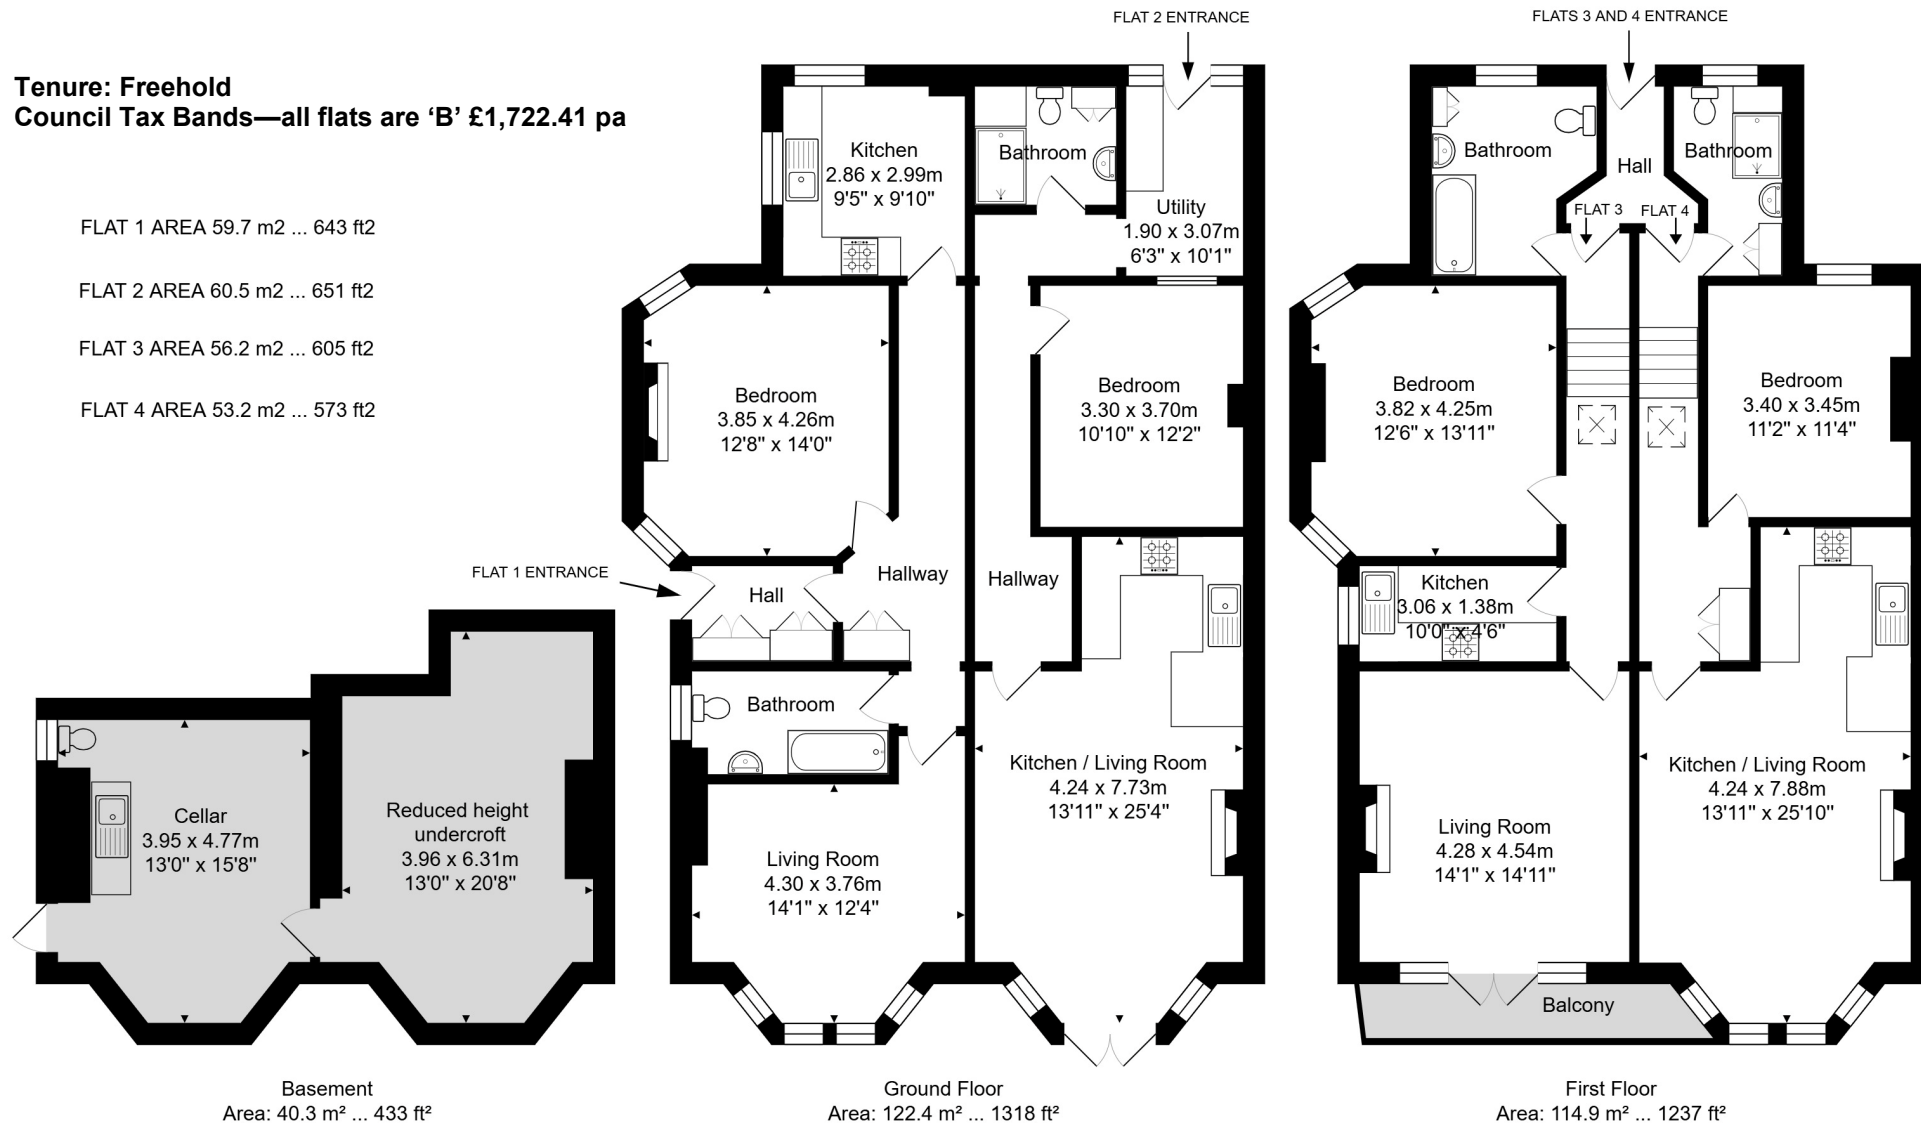 FLAT 2 ENTRANCE
FLATS 3 AND 4 ENTRANCE
Tenure: Freehold
Council Tax Bands—all flats are ‘B’ £1,722.41 pa
FLAT 1 AREA 59.7 m2 ... 643 ft2
FLAT 2 AREA 60.5 m2 ... 651 ft2
FLAT 3 AREA 56.2 m2 ... 605 ft2
FLAT 4 AREA 53.2 m2 ... 573 ft2
Cellar
3.95 x 4.77m
13'0" x 15'8"
Reduced height
undercroft
3.96 x 6.31m
13'0" x 20'8"
Basement
Area: 40.3 m² ... 433 ft²
Kitchen
2.86 x 2.99m
9'5" x 9'10"
Bathroom
Utility
1.90 x 3.07m
6'3" x 10'1"
Bedroom
3.85 x 4.26m
12'8" x 14'0"
Bedroom
3.30 x 3.70m
10'10" x 12'2"
FLAT 1 ENTRANCE
Hall
Hallway
Hallway
Bathroom
Kitchen / Living Room
4.24 x 7.73m
13'11" x 25'4"
Living Room
4.30 x 3.76m
14'1" x 12'4"
Ground Floor
Area: 122.4 m² ... 1318 ft²
Bathroom
Hall
Bathroom
FLAT 3
FLAT 4
Bedroom
3.82 x 4.25m
12'6" x 13'11"
Bedroom
3.40 x 3.45m
11'2" x 11'4"
Kitchen
3.06 x 1.38m
10'0" x 4'6"
Kitchen / Living Room
4.24 x 7.88m
13'11" x 25'10"
Living Room
4.28 x 4.54m
14'1" x 14'11"
Balcony
First Floor
Area: 114.9 m² ... 1237 ft²